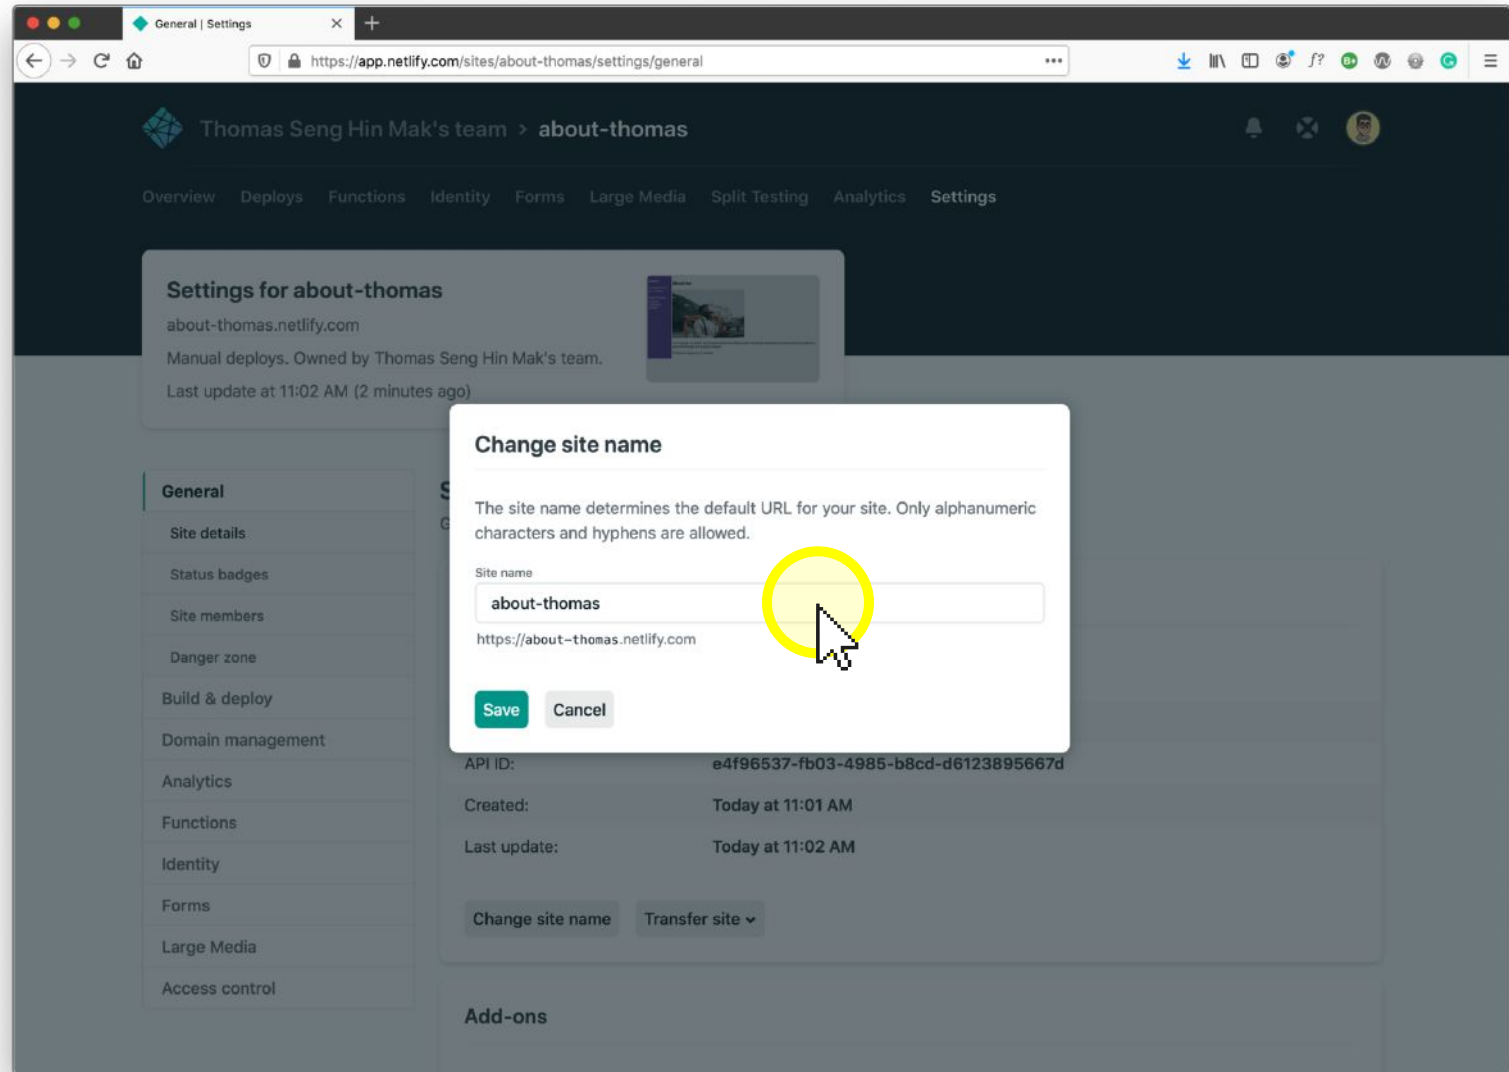 General | Settings
https://app.netlify.com/sites/about-thomas/settings/general
Thomas Seng Hin Mak's team > about-thomas
Overview Deploys Functions Identity Forms Large Media Split Testing Analytics Settings
Settings for about-thomas
about-thomas.netlify.com
Manual deploys. Owned by Thomas Seng Hin Mak's team.
Last update at 11:02 AM (2 minutes ago)
Change site name
The site name determines the default URL for your site. Only alphanumeric
characters and hyphens are allowed.
Site name
about-thomas
https://about-thomas.netlify.com
Save Cancel
General
Site details
Status badges
Site members
Danger zone
Build & deploy
Domain management
Analytics
Functions
Identity
Forms
Large Media
Access control
API ID: e4f96537-fb03-4985-b8cd-d6123895667d
Created: Today at 11:01 AM
Last update: Today at 11:02 AM
Change site name Transfer site
Add-ons